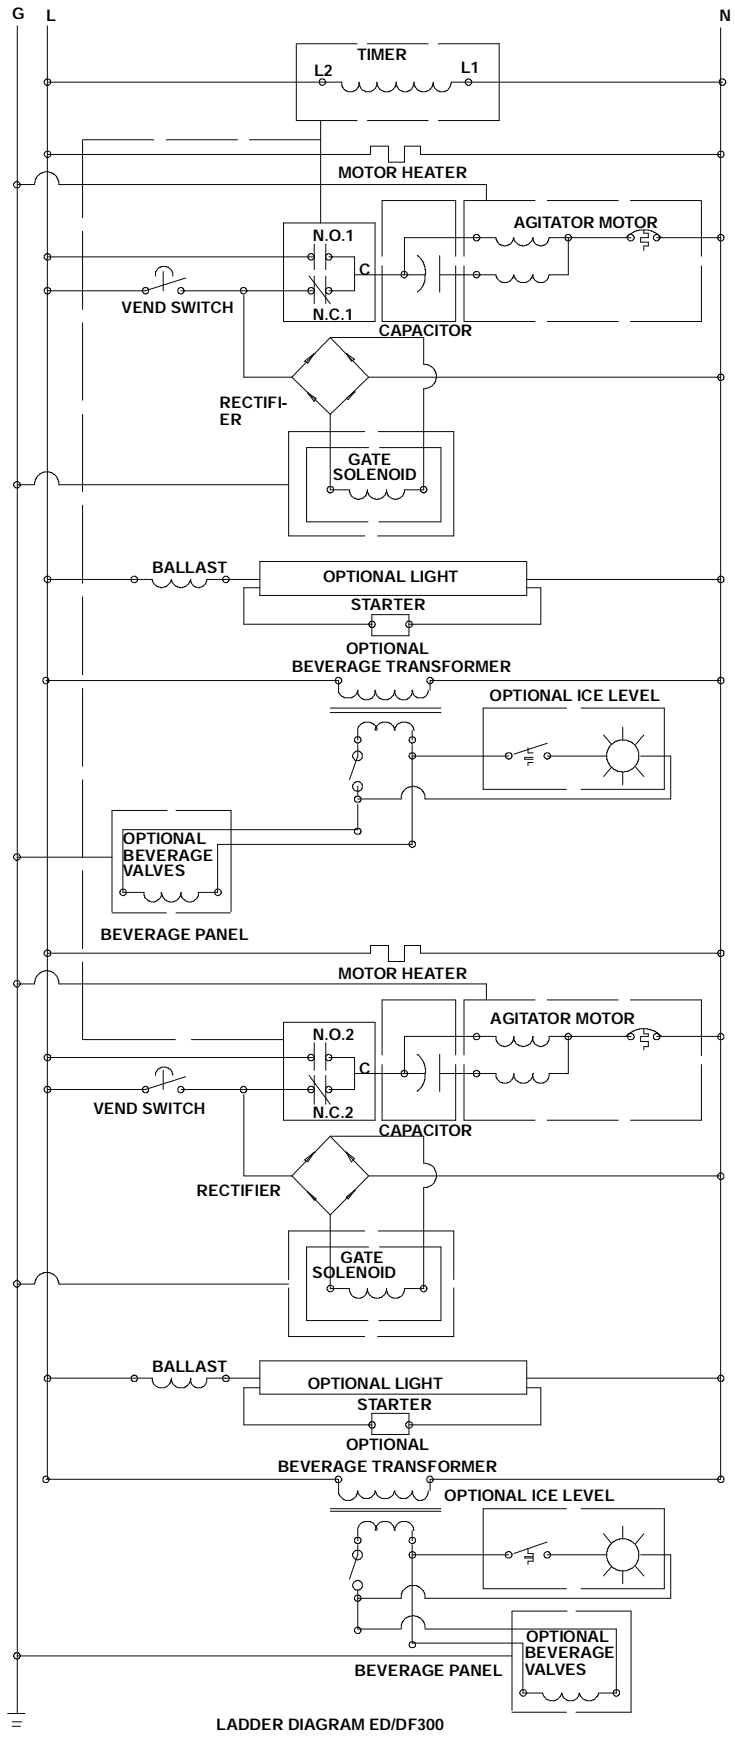 G L N
TIMER
L2 L1
MOTOR HEATER
AGITATOR MOTOR
N.O.1
C
VEND SWITCH
N.C.1
CAPACITOR
RECTIFI-
ER
GATE
SOLENOID
BALLAST
OPTIONAL LIGHT
STARTER
OPTIONAL
BEVERAGE TRANSFORMER
OPTIONAL ICE LEVEL
OPTIONAL
BEVERAGE
VALVES
BEVERAGE PANEL
MOTOR HEATER
AGITATOR MOTOR
N.O.2
C
VEND SWITCH
N.C.2
CAPACITOR
RECTIFIER
GATE
SOLENOID
BALLAST
OPTIONAL LIGHT
STARTER
OPTIONAL
BEVERAGE TRANSFORMER
OPTIONAL ICE LEVEL
OPTIONAL
BEVERAGE
VALVES
BEVERAGE PANEL
LADDER DIAGRAM ED/DF300